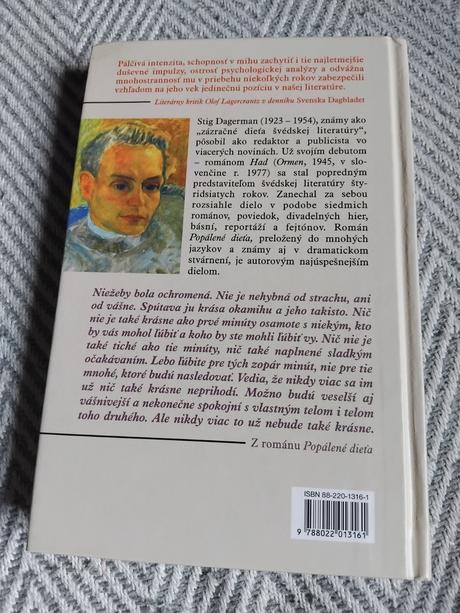 Pálčivá intenzita, schopnosť v mihu zachytiť i tie najletmejšie
duševné impulzy, ostrosť psychologickej analýzy a odvážna
mnohostrannosť mu v priebehu niekoľkých rokov zabezpečili
vzhľadom na jeho vek jedinečnú pozíciu v našej literatúre.
Literárny kritik Olof Lagercrantz v denníku Svenska Dagbladet
Stig Dagerman (1923 – 1954), známy ako
„zázračné dieťa švédskej literatúry“,
pôsobil ako redaktor a publicista vo
viacerých novinách. Už svojím debutom
– románom Had (Ormen, 1945, v slo-
venčine r. 1977) sa stal popredným
predstaviteľom švédskej literatúry šty-
ridsiatych rokov. Zanechal za sebou
rozsiahle dielo v podobe siedmich
románov, poviedok, divadelných hier,
básní, reportáží a fejtónov. Román
Popálené dieťa, preložený do mnohých
jazykov a známy aj v dramatickom
stvárnení, je autorovým najúspešnejším
dielom.
Niežeby bola ochromená. Nie je nehybná od strachu, ani
od vášne. Spútava ju krása okamihu a jeho takisto. Nič
nie je také krásne ako prvé minúty osamote s niekým, kto
by vás mohol ľúbiť a koho by ste mohli ľúbiť vy. Nič nie je
také tiché ako tie minúty, nič také naplnené sladkým
očakávaním. Lebo ľúbite pre tých zopár minút, nie pre tie
mnohé, ktoré budú nasledovať. Vedia, že nikdy viac sa im
už nič také krásne neprihodí. Možno budú veselší aj
vášnivejší a nekonečne spokojní s vlastným telom i telom
toho druhého. Ale nikdy viac to už nebude také krásne.
Z románu Popálené dieťa
ISBN 88-220-1316-1
9 788022 013161